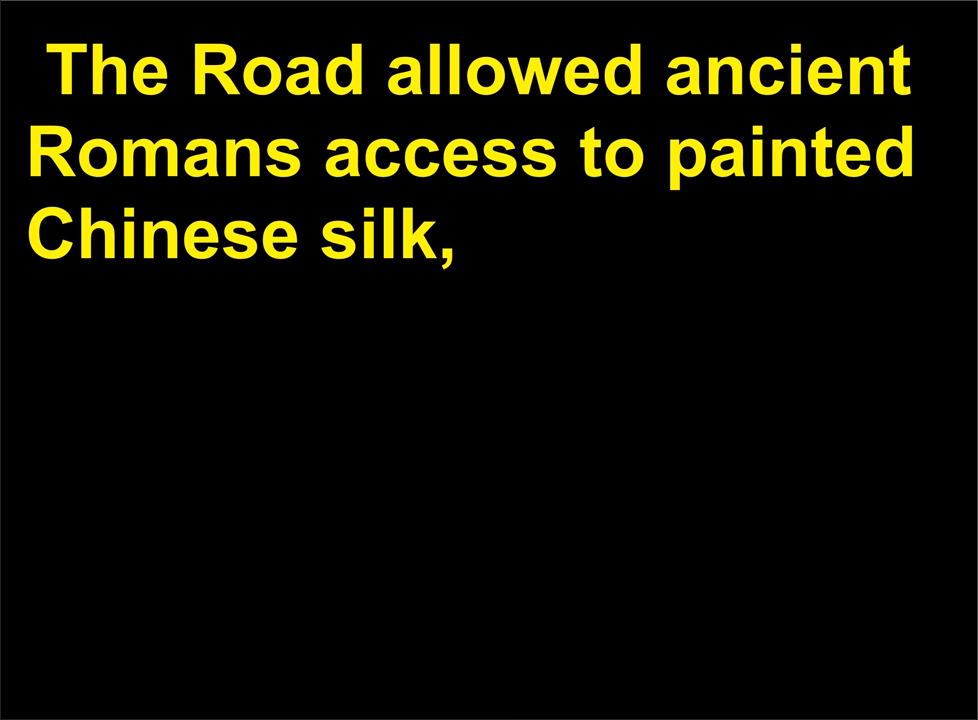 The Road allowed ancient
Romans access to painted
Chinese silk,